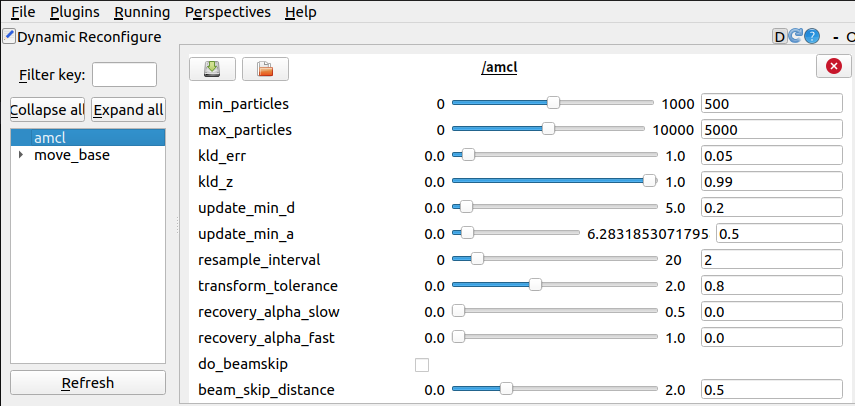 File Plugins Running Perspectives Help
Dynamic Reconfigure D ? -
/amcl
Filter key:
Collapse all Expand all
amcl
move_base
Refresh
min_particles 0 1000 500
max_particles 0 10000 5000
kld_err 0.0 1.0 0.05
kld_z 0.0 1.0 0.99
update_min_d 0.0 5.0 0.2
update_min_a 0.0 6.2831853071795 0.5
resample_interval 0 20 2
transform_tolerance 0.0 2.0 0.8
recovery_alpha_slow 0.0 0.5 0.0
recovery_alpha_fast 0.0 1.0 0.0
do_beamskip
beam_skip_distance 0.0 2.0 0.5